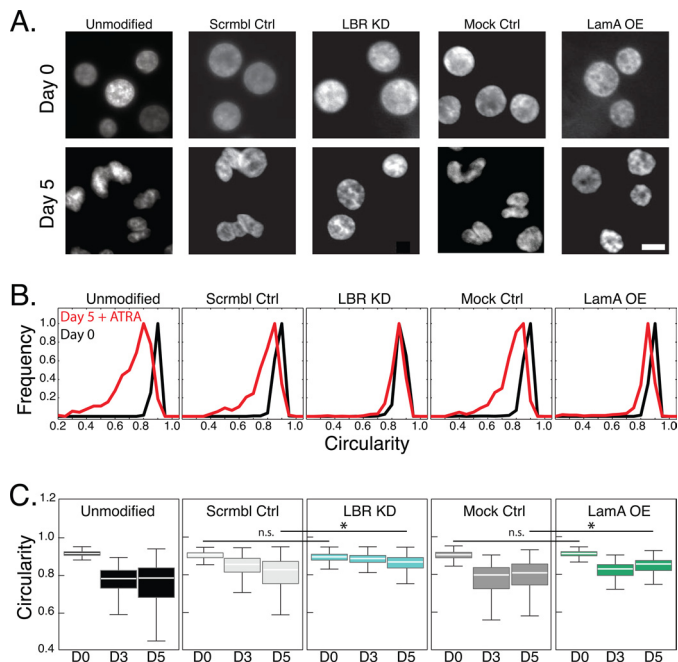 A.
Unmodified Scrmbl Ctrl LBR KD Mock Ctrl LamA OE
Day 0
Day 5
B.
Unmodified Scrmbl Ctrl LBR KD Mock Ctrl LamA OE
Day 5 + ATRA
Day 0
Frequency
1.0
0.8
0.6
0.4
0.2
0.0
0.2 0.4 0.6 0.8 1.0 0.4 0.6 0.8 1.0 0.4 0.6 0.8 1.0 0.4 0.6 0.8 1.0 0.4 0.6 0.8 1.0
Circularity
C.
Unmodified Scrmbl Ctrl LBR KD Mock Ctrl LamA OE
n.s. * n.s. *
Circularity
1.2
1.0
0.8
0.6
0.4
D0 D3 D5 D0 D3 D5 D0 D3 D5 D0 D3 D5 D0 D3 D5